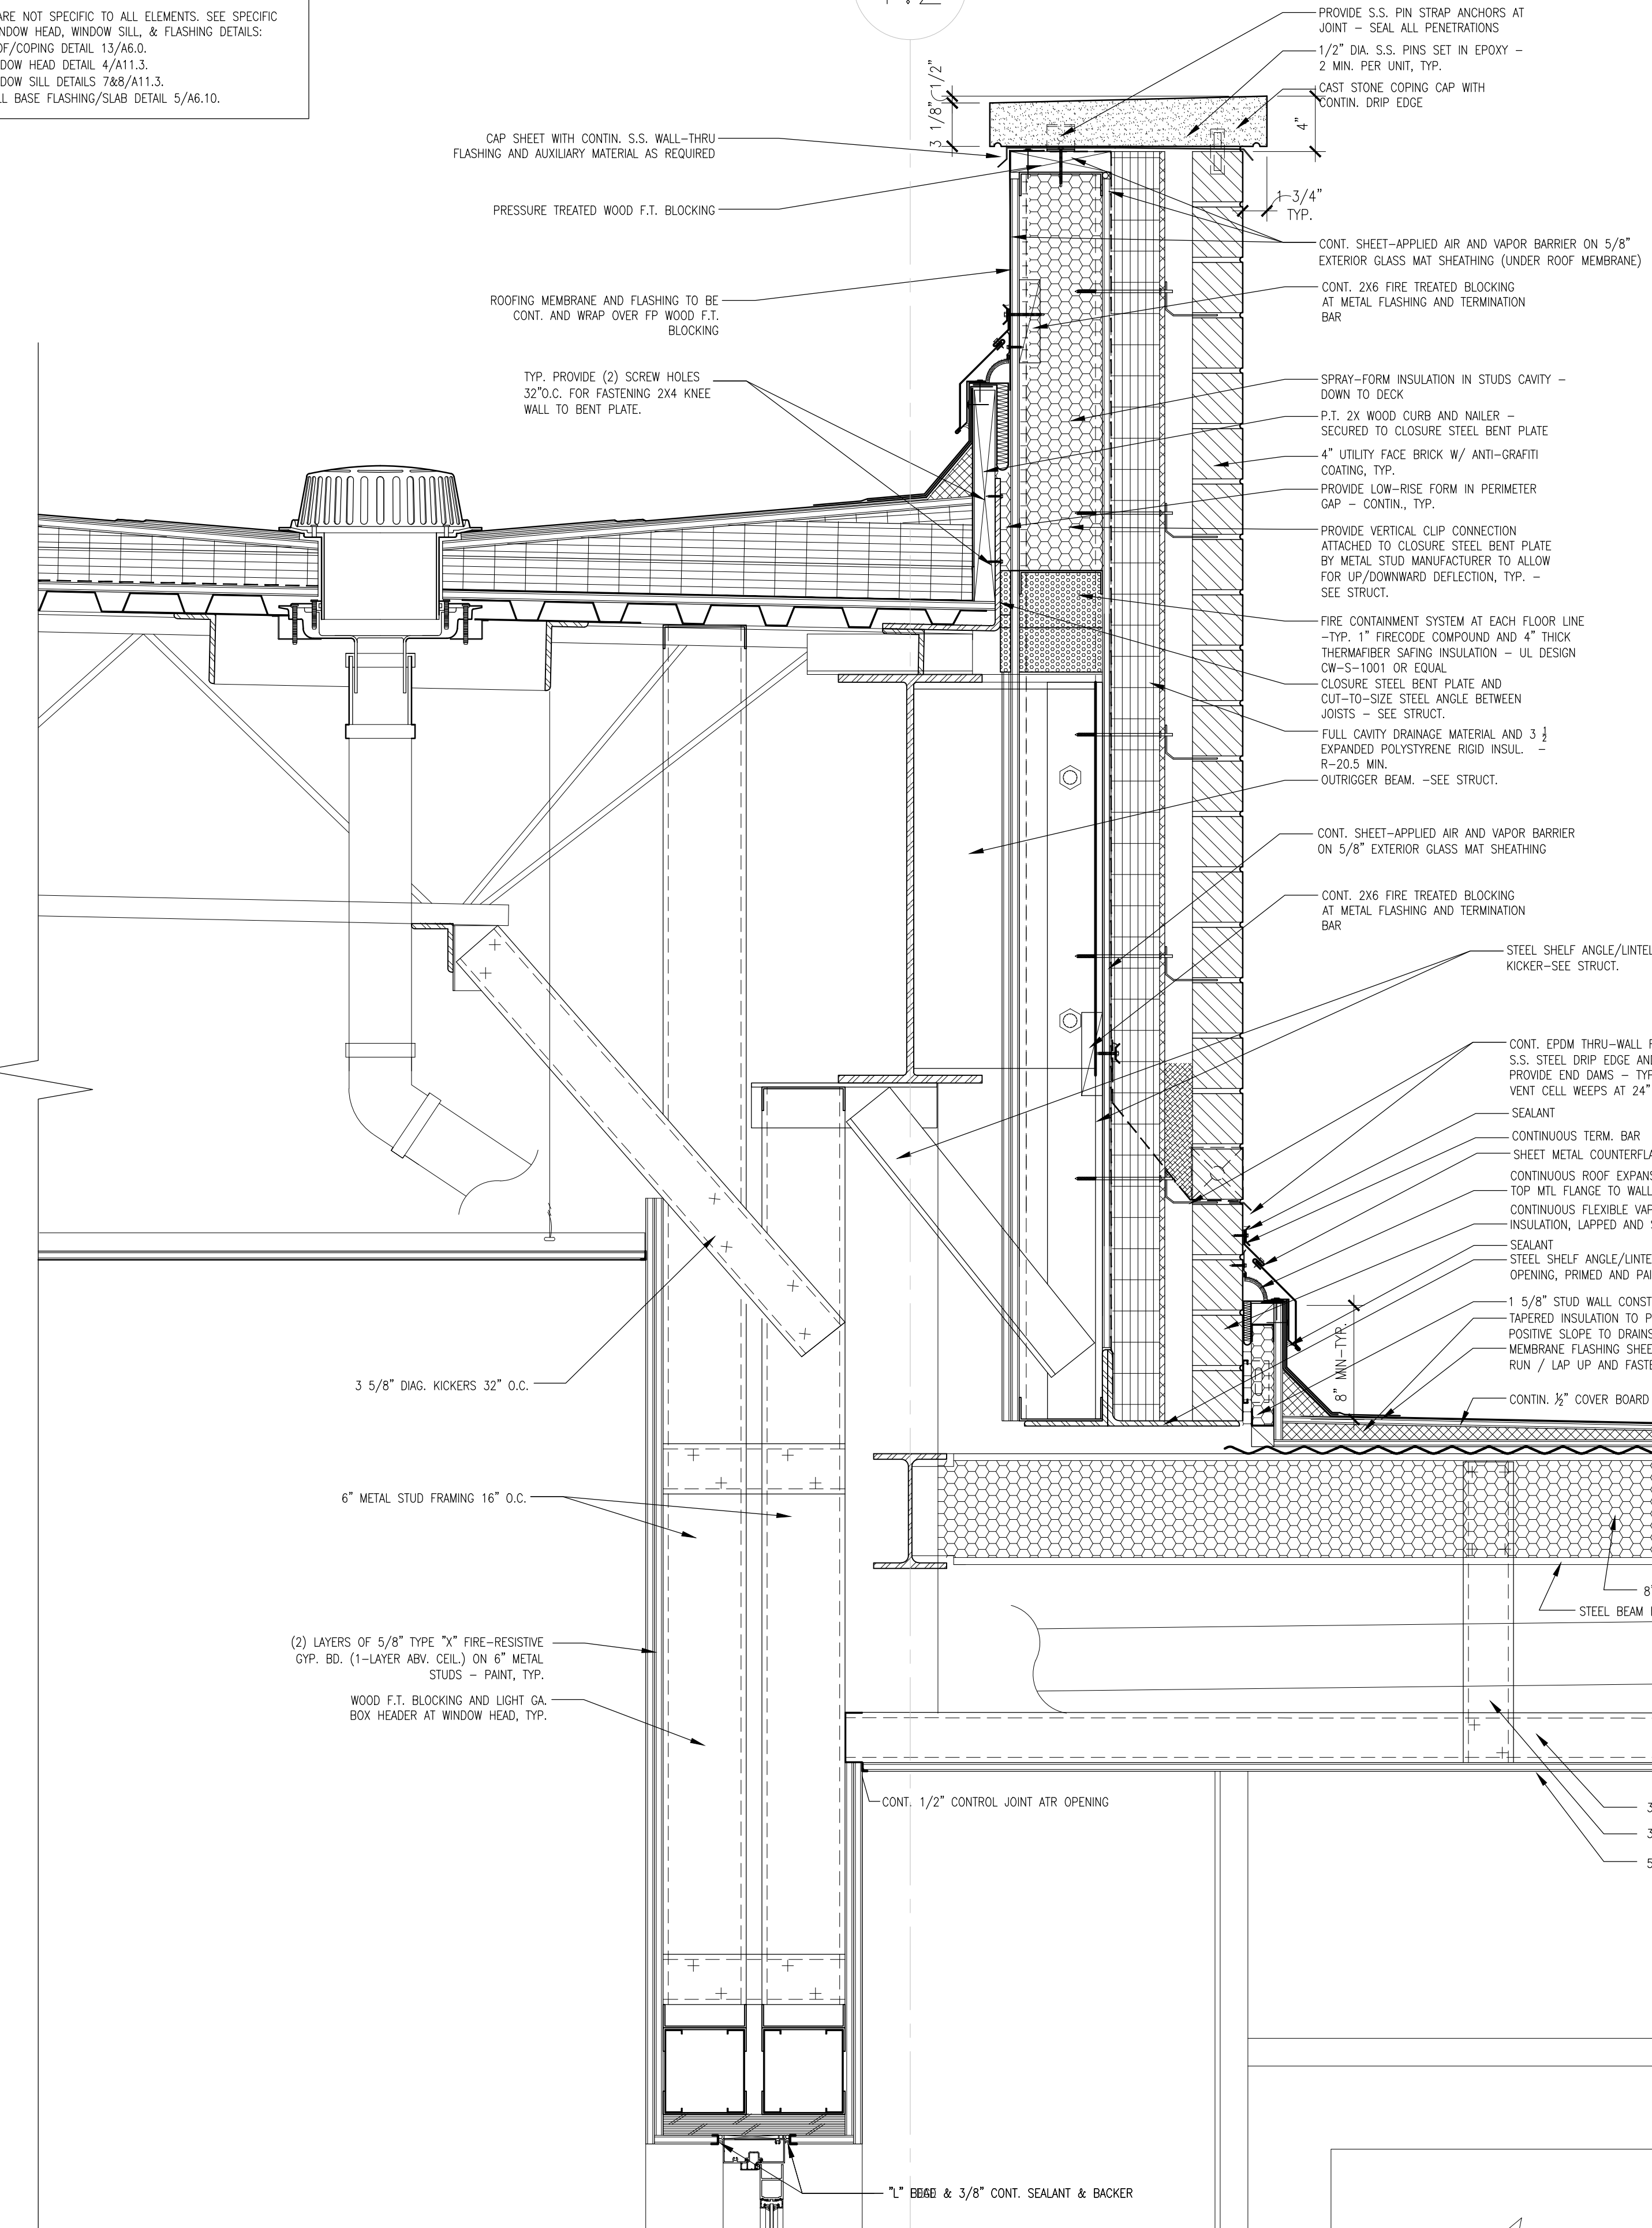 ARE NOT SPECIFIC TO ALL ELEMENTS. SEE SPECIFIC
NDOW HEAD, WINDOW SILL, & FLASHING DETAILS:
OF/COPING DETAIL 13/A6.0.
DOW HEAD DETAIL 4/A11.3.
DOW SILL DETAILS 7&8/A11.3.
LL BASE FLASHING/SLAB DETAIL 5/A6.10.
CAP SHEET WITH CONTIN. S.S. WALL-THRU
FLASHING AND AUXILIARY MATERIAL AS REQUIRED
PRESSURE TREATED WOOD F.T. BLOCKING
ROOFING MEMBRANE AND FLASHING TO BE
CONT. AND WRAP OVER FP WOOD F.T.
BLOCKING
TYP. PROVIDE (2) SCREW HOLES
32"O.C. FOR FASTENING 2X4 KNEE
WALL TO BENT PLATE.
3 1/8"
1/2"
4"
1-3/4"
TYP.
PROVIDE S.S. PIN STRAP ANCHORS AT
JOINT - SEAL ALL PENETRATIONS
1/2" DIA. S.S. PINS SET IN EPOXY -
2 MIN. PER UNIT, TYP.
CAST STONE COPING CAP WITH
CONTIN. DRIP EDGE
CONT. SHEET-APPLIED AIR AND VAPOR BARRIER ON 5/8"
EXTERIOR GLASS MAT SHEATHING (UNDER ROOF MEMBRANE)
CONT. 2X6 FIRE TREATED BLOCKING
AT METAL FLASHING AND TERMINATION
BAR
SPRAY-FORM INSULATION IN STUDS CAVITY -
DOWN TO DECK
P.T. 2X WOOD CURB AND NAILER -
SECURED TO CLOSURE STEEL BENT PLATE
4" UTILITY FACE BRICK W/ ANTI-GRAFITI
COATING, TYP.
PROVIDE LOW-RISE FORM IN PERIMETER
GAP - CONTIN., TYP.
PROVIDE VERTICAL CLIP CONNECTION
ATTACHED TO CLOSURE STEEL BENT PLATE
BY METAL STUD MANUFACTURER TO ALLOW
FOR UP/DOWNWARD DEFLECTION, TYP. -
SEE STRUCT.
FIRE CONTAINMENT SYSTEM AT EACH FLOOR LINE
-TYP. 1" FIRECODE COMPOUND AND 4" THICK
THERMAFIBER SAFING INSULATION - UL DESIGN
CW-S-1001 OR EQUAL
CLOSURE STEEL BENT PLATE AND
CUT-TO-SIZE STEEL ANGLE BETWEEN
JOISTS - SEE STRUCT.
FULL CAVITY DRAINAGE MATERIAL AND 3 1/2
EXPANDED POLYSTYRENE RIGID INSUL. -
R-20.5 MIN.
OUTRIGGER BEAM. -SEE STRUCT.
CONT. SHEET-APPLIED AIR AND VAPOR BARRIER
ON 5/8" EXTERIOR GLASS MAT SHEATHING
CONT. 2X6 FIRE TREATED BLOCKING
AT METAL FLASHING AND TERMINATION
BAR
STEEL SHELF ANGLE/LINTEL
KICKER-SEE STRUCT.
CONT. EPDM THRU-WALL F
S.S. STEEL DRIP EDGE AN
PROVIDE END DAMS - TYP
VENT CELL WEEPS AT 24"
SEALANT
CONTINUOUS TERM. BAR
SHEET METAL COUNTERFLA
CONTINUOUS ROOF EXPANS
TOP MTL FLANGE TO WALL
CONTINUOUS FLEXIBLE VAP
INSULATION, LAPPED AND S
SEALANT
STEEL SHELF ANGLE/LINTE
OPENING, PRIMED AND PAI
1 5/8" STUD WALL CONST
TAPERED INSULATION TO P
POSITIVE SLOPE TO DRAINS
MEMBRANE FLASHING SHEE
RUN / LAP UP AND FASTE
CONTIN. ½" COVER BOARD
8" MIN-TYP.
3 5/8" DIAG. KICKERS 32" O.C.
6" METAL STUD FRAMING 16" O.C.
8"
STEEL BEAM
(2) LAYERS OF 5/8" TYPE "X" FIRE-RESISTIVE
GYP. BD. (1-LAYER ABV. CEIL.) ON 6" METAL
STUDS - PAINT, TYP.
WOOD F.T. BLOCKING AND LIGHT GA.
BOX HEADER AT WINDOW HEAD, TYP.
CONT. 1/2" CONTROL JOINT ATR OPENING
3
3
5
"L" & 3/8" CONT. SEALANT & BACKER